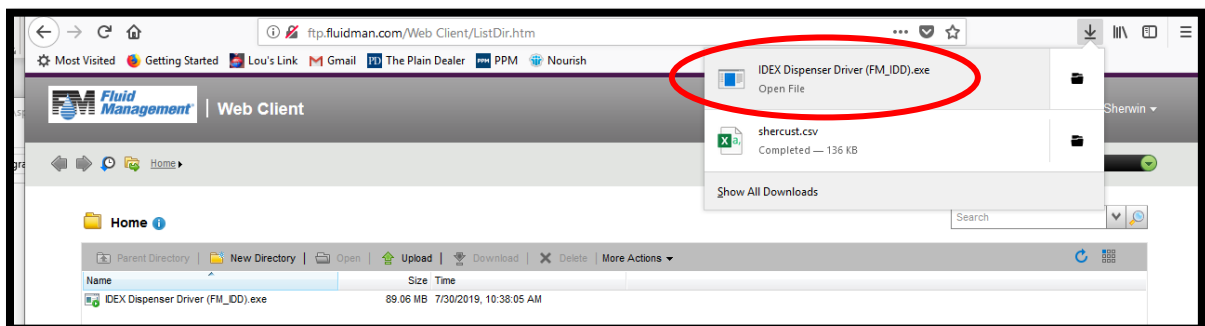 ftp.fluidman.com/Web Client/ListDir.htm
Most Visited Getting Started Lou's Link Gmail PD The Plain Dealer PPM PPM Nourish
IDEX Dispenser Driver (FM_IDD).exe
Open File
Fluid
Management | Web Client
Sherwin
shercust.csv
Completed — 136 KB
Home
Show All Downloads
Home
Search
Parent Directory | New Directory | Open | Upload | Download | Delete | More Actions
Name Size Time
IDEX Dispenser Driver (FM_IDD).exe 89.06 MB 7/30/2019, 10:38:05 AM